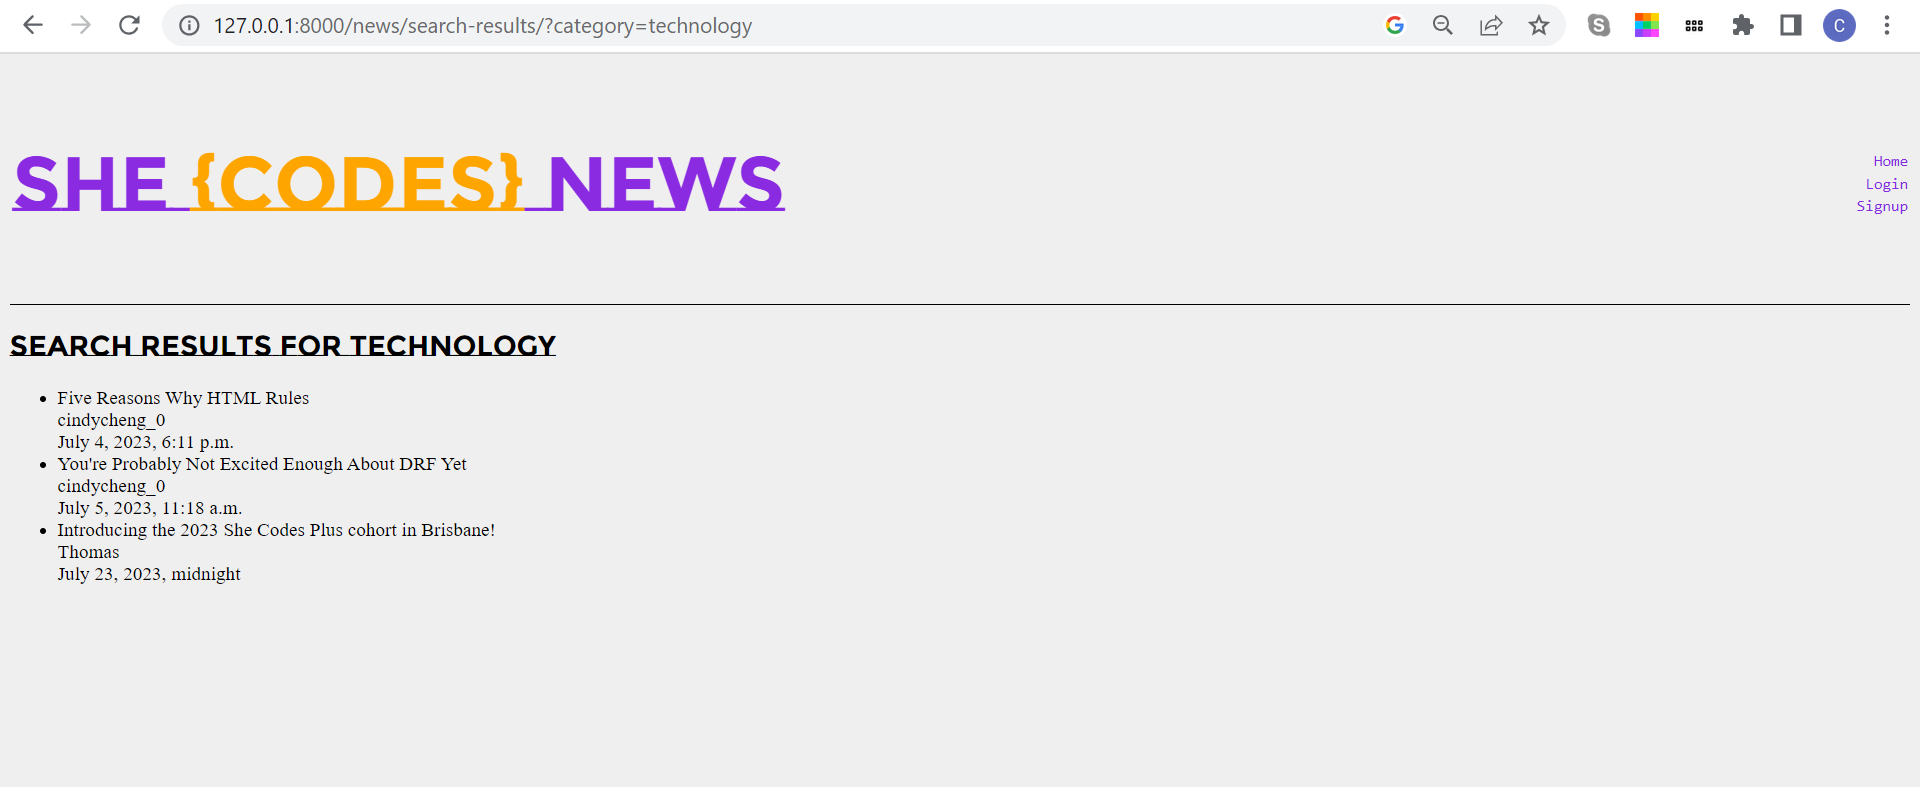 127.0.0.1:8000/news/search-results/?category=technology
C
SHE {CODES} NEWS
Home
Login
Signup
SEARCH RESULTS FOR TECHNOLOGY
Five Reasons Why HTML Rules
cindycheng_0
July 4, 2023, 6:11 p.m.
You're Probably Not Excited Enough About DRF Yet
cindycheng_0
July 5, 2023, 11:18 a.m.
Introducing the 2023 She Codes Plus cohort in Brisbane!
Thomas
July 23, 2023, midnight